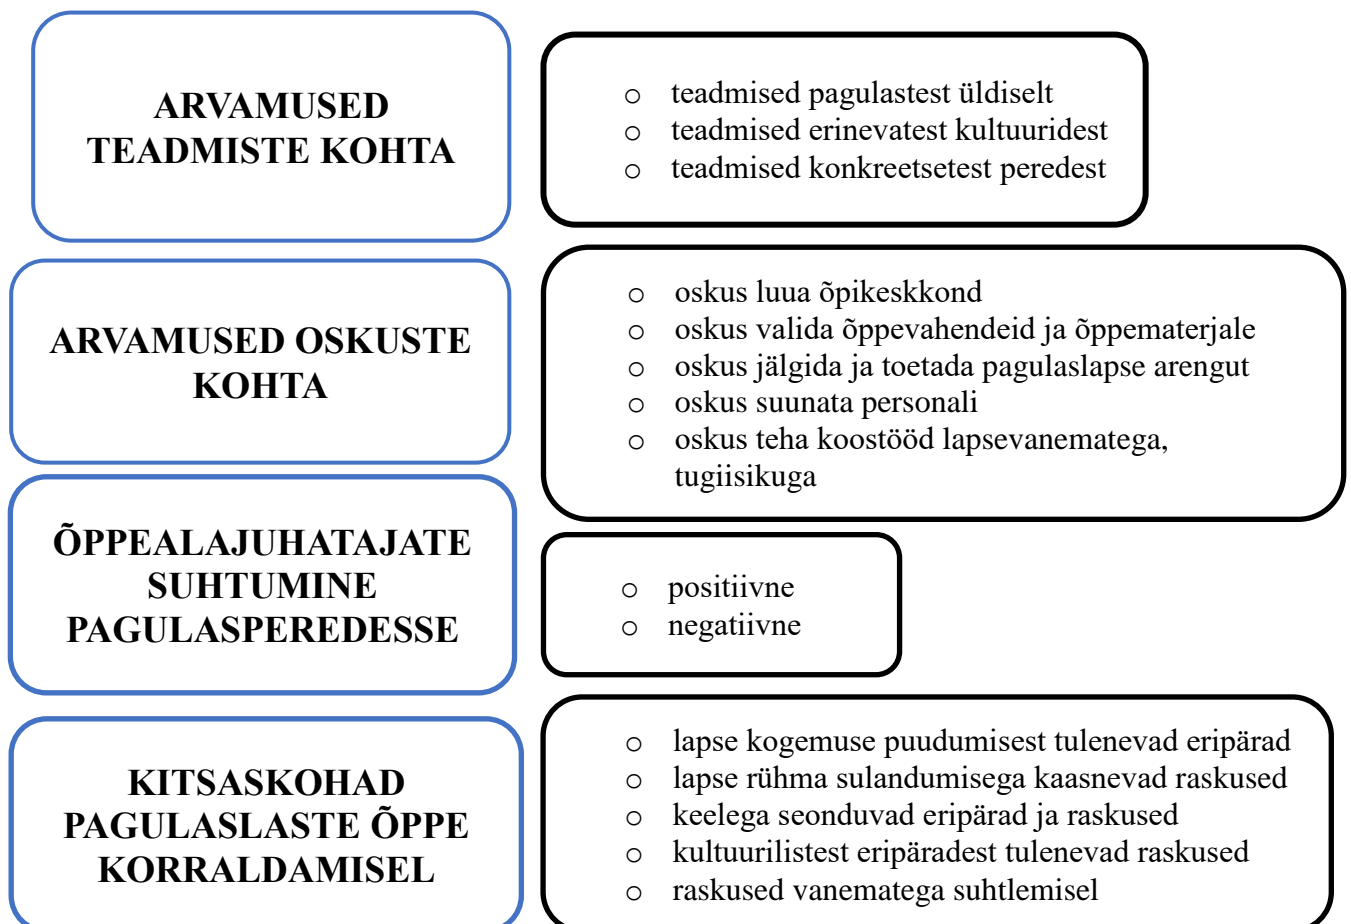 ARVAMUSED
TEADMISTE KOHTA
o teadmised pagulastest üldiselt
o teadmised erinevatest kultuuridest
o teadmised konkreetsetest peredest
ARVAMUSED OSKUSTE
KOHTA
o oskus luua õpikeskkond
o oskus valida õppevahendeid ja õppematerjale
o oskus jälgida ja toetada pagulaslapse arengut
o oskus suunata personali
o oskus teha koostööd lapsevanematega,
tugiisikuga
ÕPPEALAJUHATAJATE
SUHTUMINE
PAGULASPEREDESSE
o positiivne
o negatiivne
KITSASKOHAD
PAGULASLASTE ÕPPE
KORRALDAMISEL
o lapse kogemuse puudumisest tulenevad eripärad
o lapse rühma sulandumisega kaasnevad raskused
o keelega seonduvad eripärad ja raskused
o kultuurilistest eripäradest tulenevad raskused
o raskused vanematega suhtlemisel